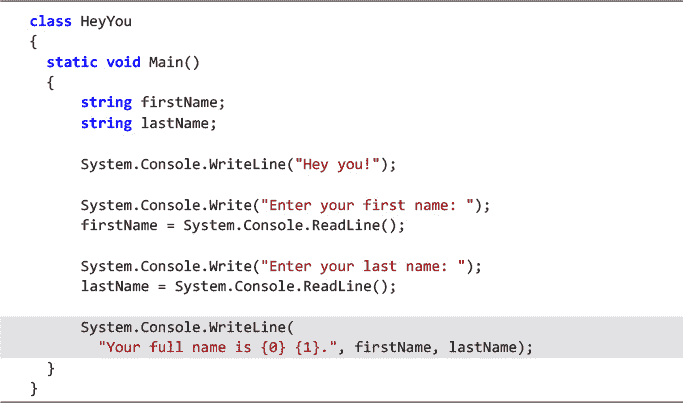 class HeyYou
{
static void Main()
{
string firstName;
string lastName;
System.Console.WriteLine("Hey you!");
System.Console.Write("Enter your first name: ");
firstName = System.Console.ReadLine();
System.Console.Write("Enter your last name: ");
lastName = System.Console.ReadLine();
System.Console.WriteLine(
"Your full name is {0} {1}.", firstName, lastName);
}
}